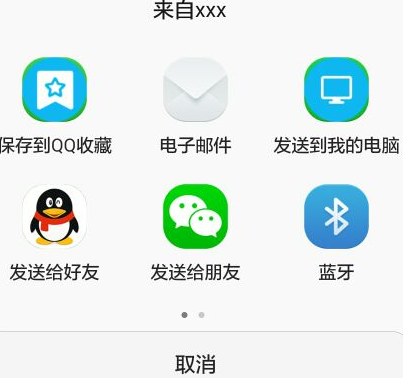 来自xxx
保存到QQ收藏
电子邮件
发送到我的电脑
发送给好友
发送给朋友
蓝牙
取消